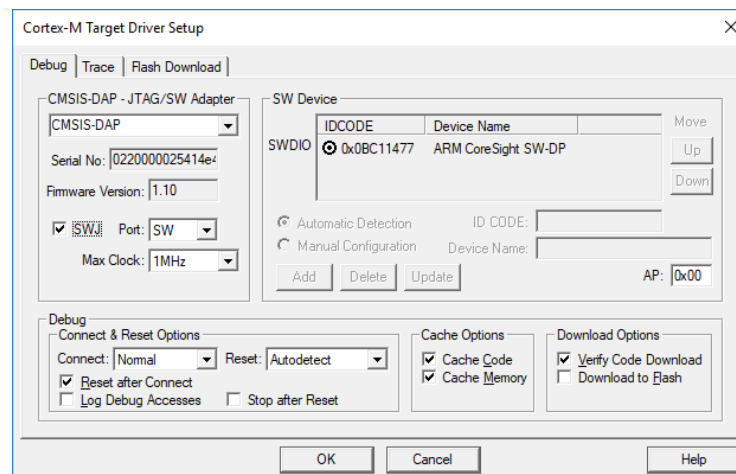 Cortex-M Target Driver Setup
Debug Trace Flash Download
CMSIS-DAP - JTAG/SW Adapter
CMSIS-DAP
Serial No: 0220000025414e4
Firmware Version: 1.10
SWJ Port: SW
Max Clock: 1MHz
SW Device
IDCODE Device Name Move
SWDIO 0x0BC11477 ARM CoreSight SW-DP Up
Down
Automatic Detection ID CODE:
Manual Configuration Device Name:
Add Delete Update AP: 0x00
Debug
Connect & Reset Options
Connect: Normal Reset: Autodetect
Reset after Connect
Log Debug Accesses Stop after Reset
Cache Options
Cache Code
Cache Memory
Download Options
Verify Code Download
Download to Flash
OK Cancel Help